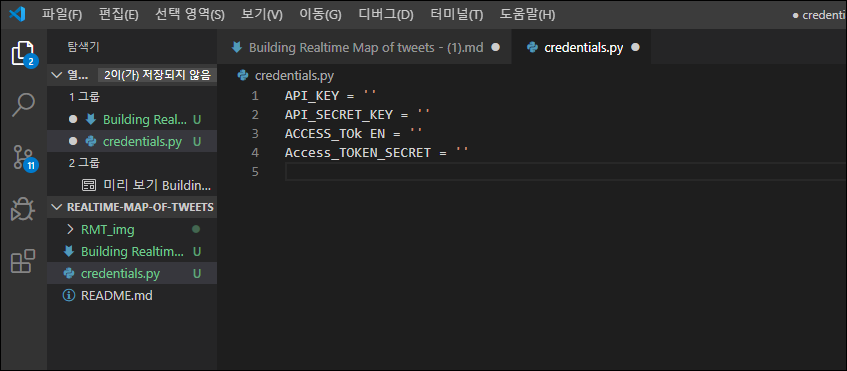 파일(F) 편집(E) 선택 영역(S) 보기(V) 이동(G) 디버그(D) 터미널(T) 도움말(H) ● credenti
탐색기 Building Realtime Map of tweets - (1).md ● credentials.py ●
열... 2이(가) 저장되지 않음
credentials.py
1 API_KEY = ''
2 API_SECRET_KEY = ''
3 ACCESS_TOk EN = ''
4 Access_TOKEN_SECRET = ''
5
1 그룹
● Building Real... U
● credentials.py U
2 그룹
미리 보기 Buildin...
REALTIME-MAP-OF-TWEETS
RMT_img
Building Realtim... U
credentials.py U
README.md
2
11